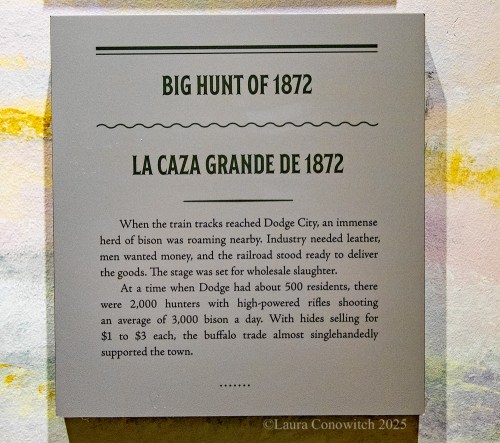 BIG HUNT OF 1872
LA CAZA GRANDE DE 1872
When the train tracks reached Dodge City, an immense
herd of bison was roaming nearby. Industry needed leather,
men wanted money, and the railroad stood ready to deliver
the goods. The stage was set for wholesale slaughter.
At a time when Dodge had about 500 residents, there
were 2,000 hunters with high-powered rifles shooting
an average of 3,000 bison a day. With hides selling for
$1 to $3 each, the buffalo trade almost singlehandedly
supported the town.
.......
©Laura Conowitch 2025